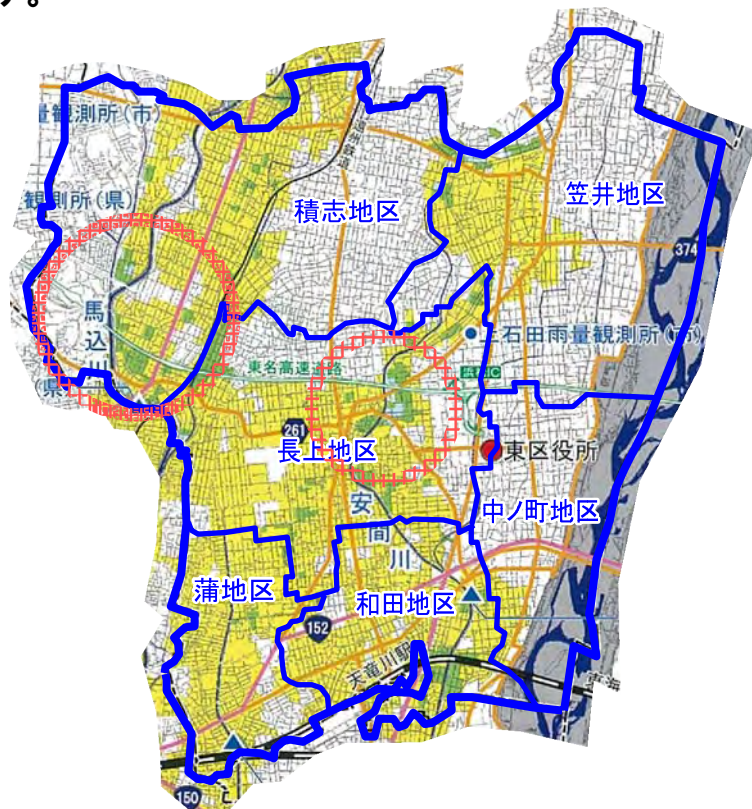 。
量観測所(市)
観測所(県)
積志地区
笠井地区
374
馬込
石田雨量観測所(市)
東名高速道路
(県)
261
長上地区
東区役所
安間川
中ノ町地区
蒲地区
和田地区
152
天竜川駅
東海
150